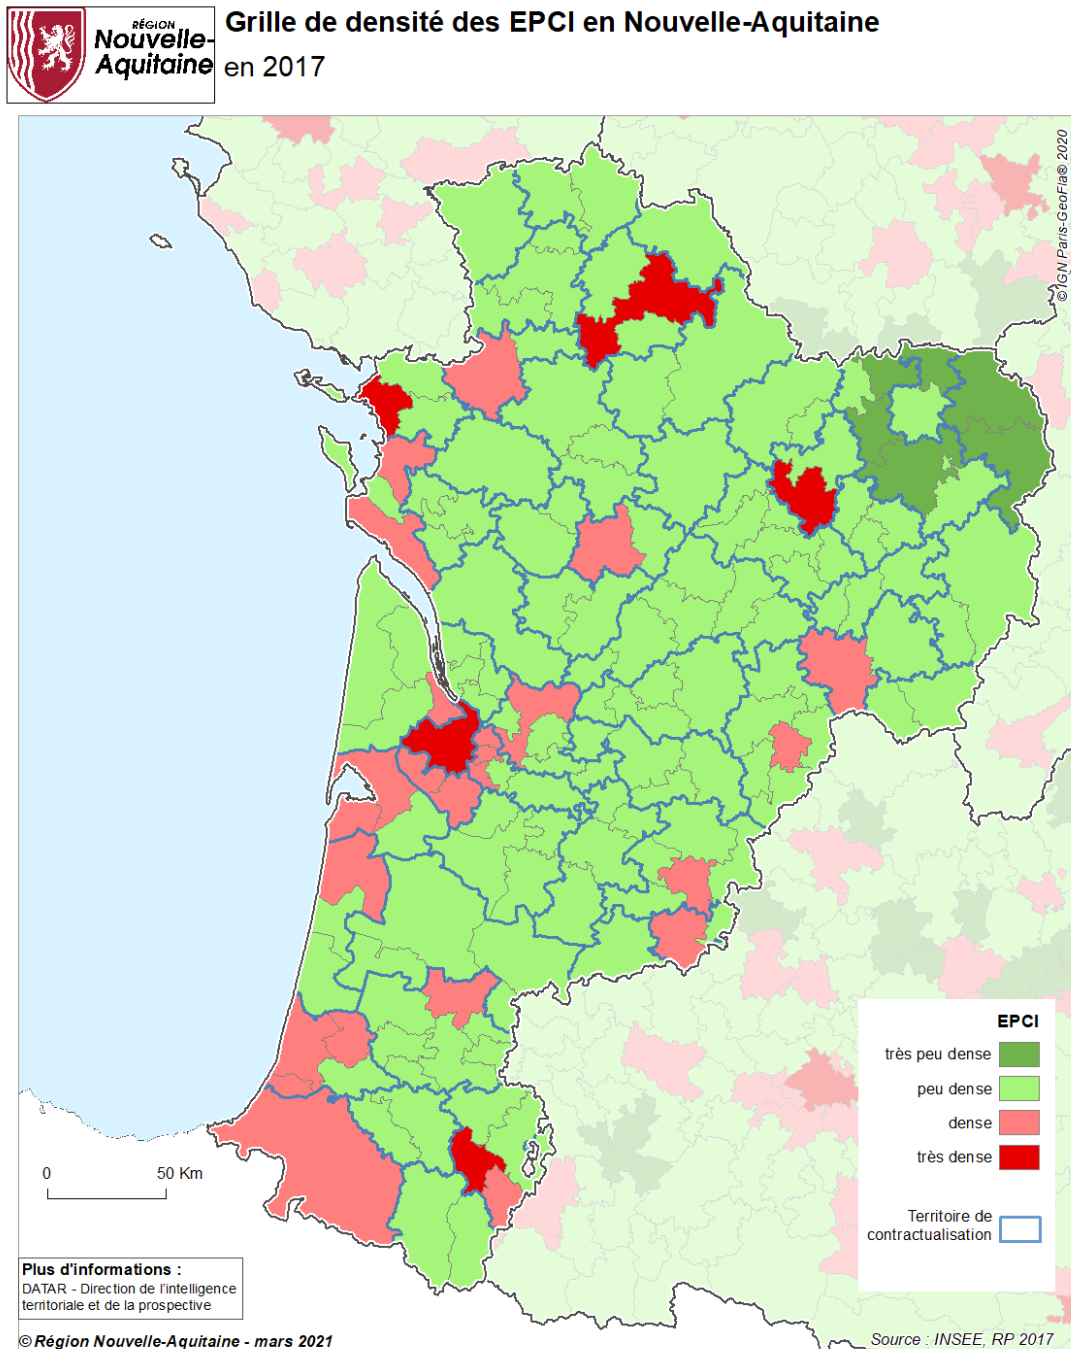 RÉGION
Nouvelle-
Aquitaine
Grille de densité des EPCI en Nouvelle-Aquitaine
en 2017
© IGN Paris-GeoFla® 2020
EPCI
très peu dense
peu dense
dense
très dense
Territoire de
contractualisation
0 50 Km
Plus d'informations :
DATAR - Direction de l'intelligence
territoriale et de la prospective
© Région Nouvelle-Aquitaine - mars 2021
Source : INSEE, RP 2017